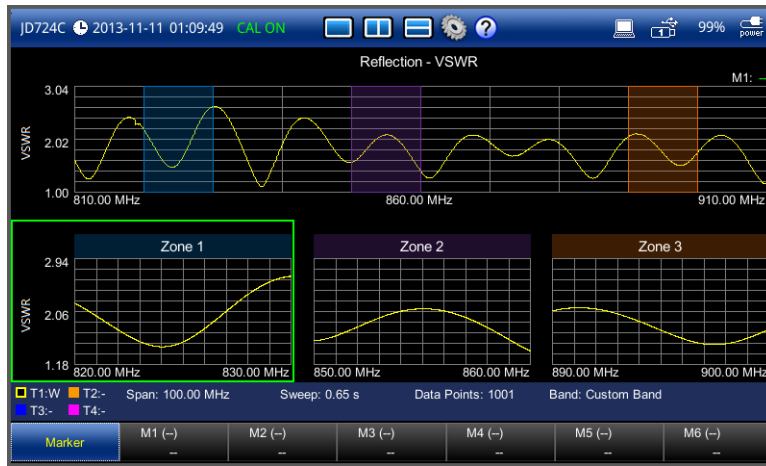 JD724C 2013-11-11 01:09:49 CAL ON 99% power
Reflection - VSWR
M1: --
3.04
VSWR
2.02
1.00
810.00 MHz 860.00 MHz 910.00 MHz
Zone 1 Zone 2 Zone 3
2.94
VSWR
2.06
1.18
820.00 MHz 830.00 MHz 850.00 MHz 860.00 MHz 890.00 MHz 900.00 MHz
T1:W T2:- Span: 100.00 MHz Sweep: 0.65 s Data Points: 1001 Band: Custom Band
T3:- T4:-
Marker M1 (--) M2 (--) M3 (--) M4 (--) M5 (--) M6 (--)
-- -- -- -- -- --